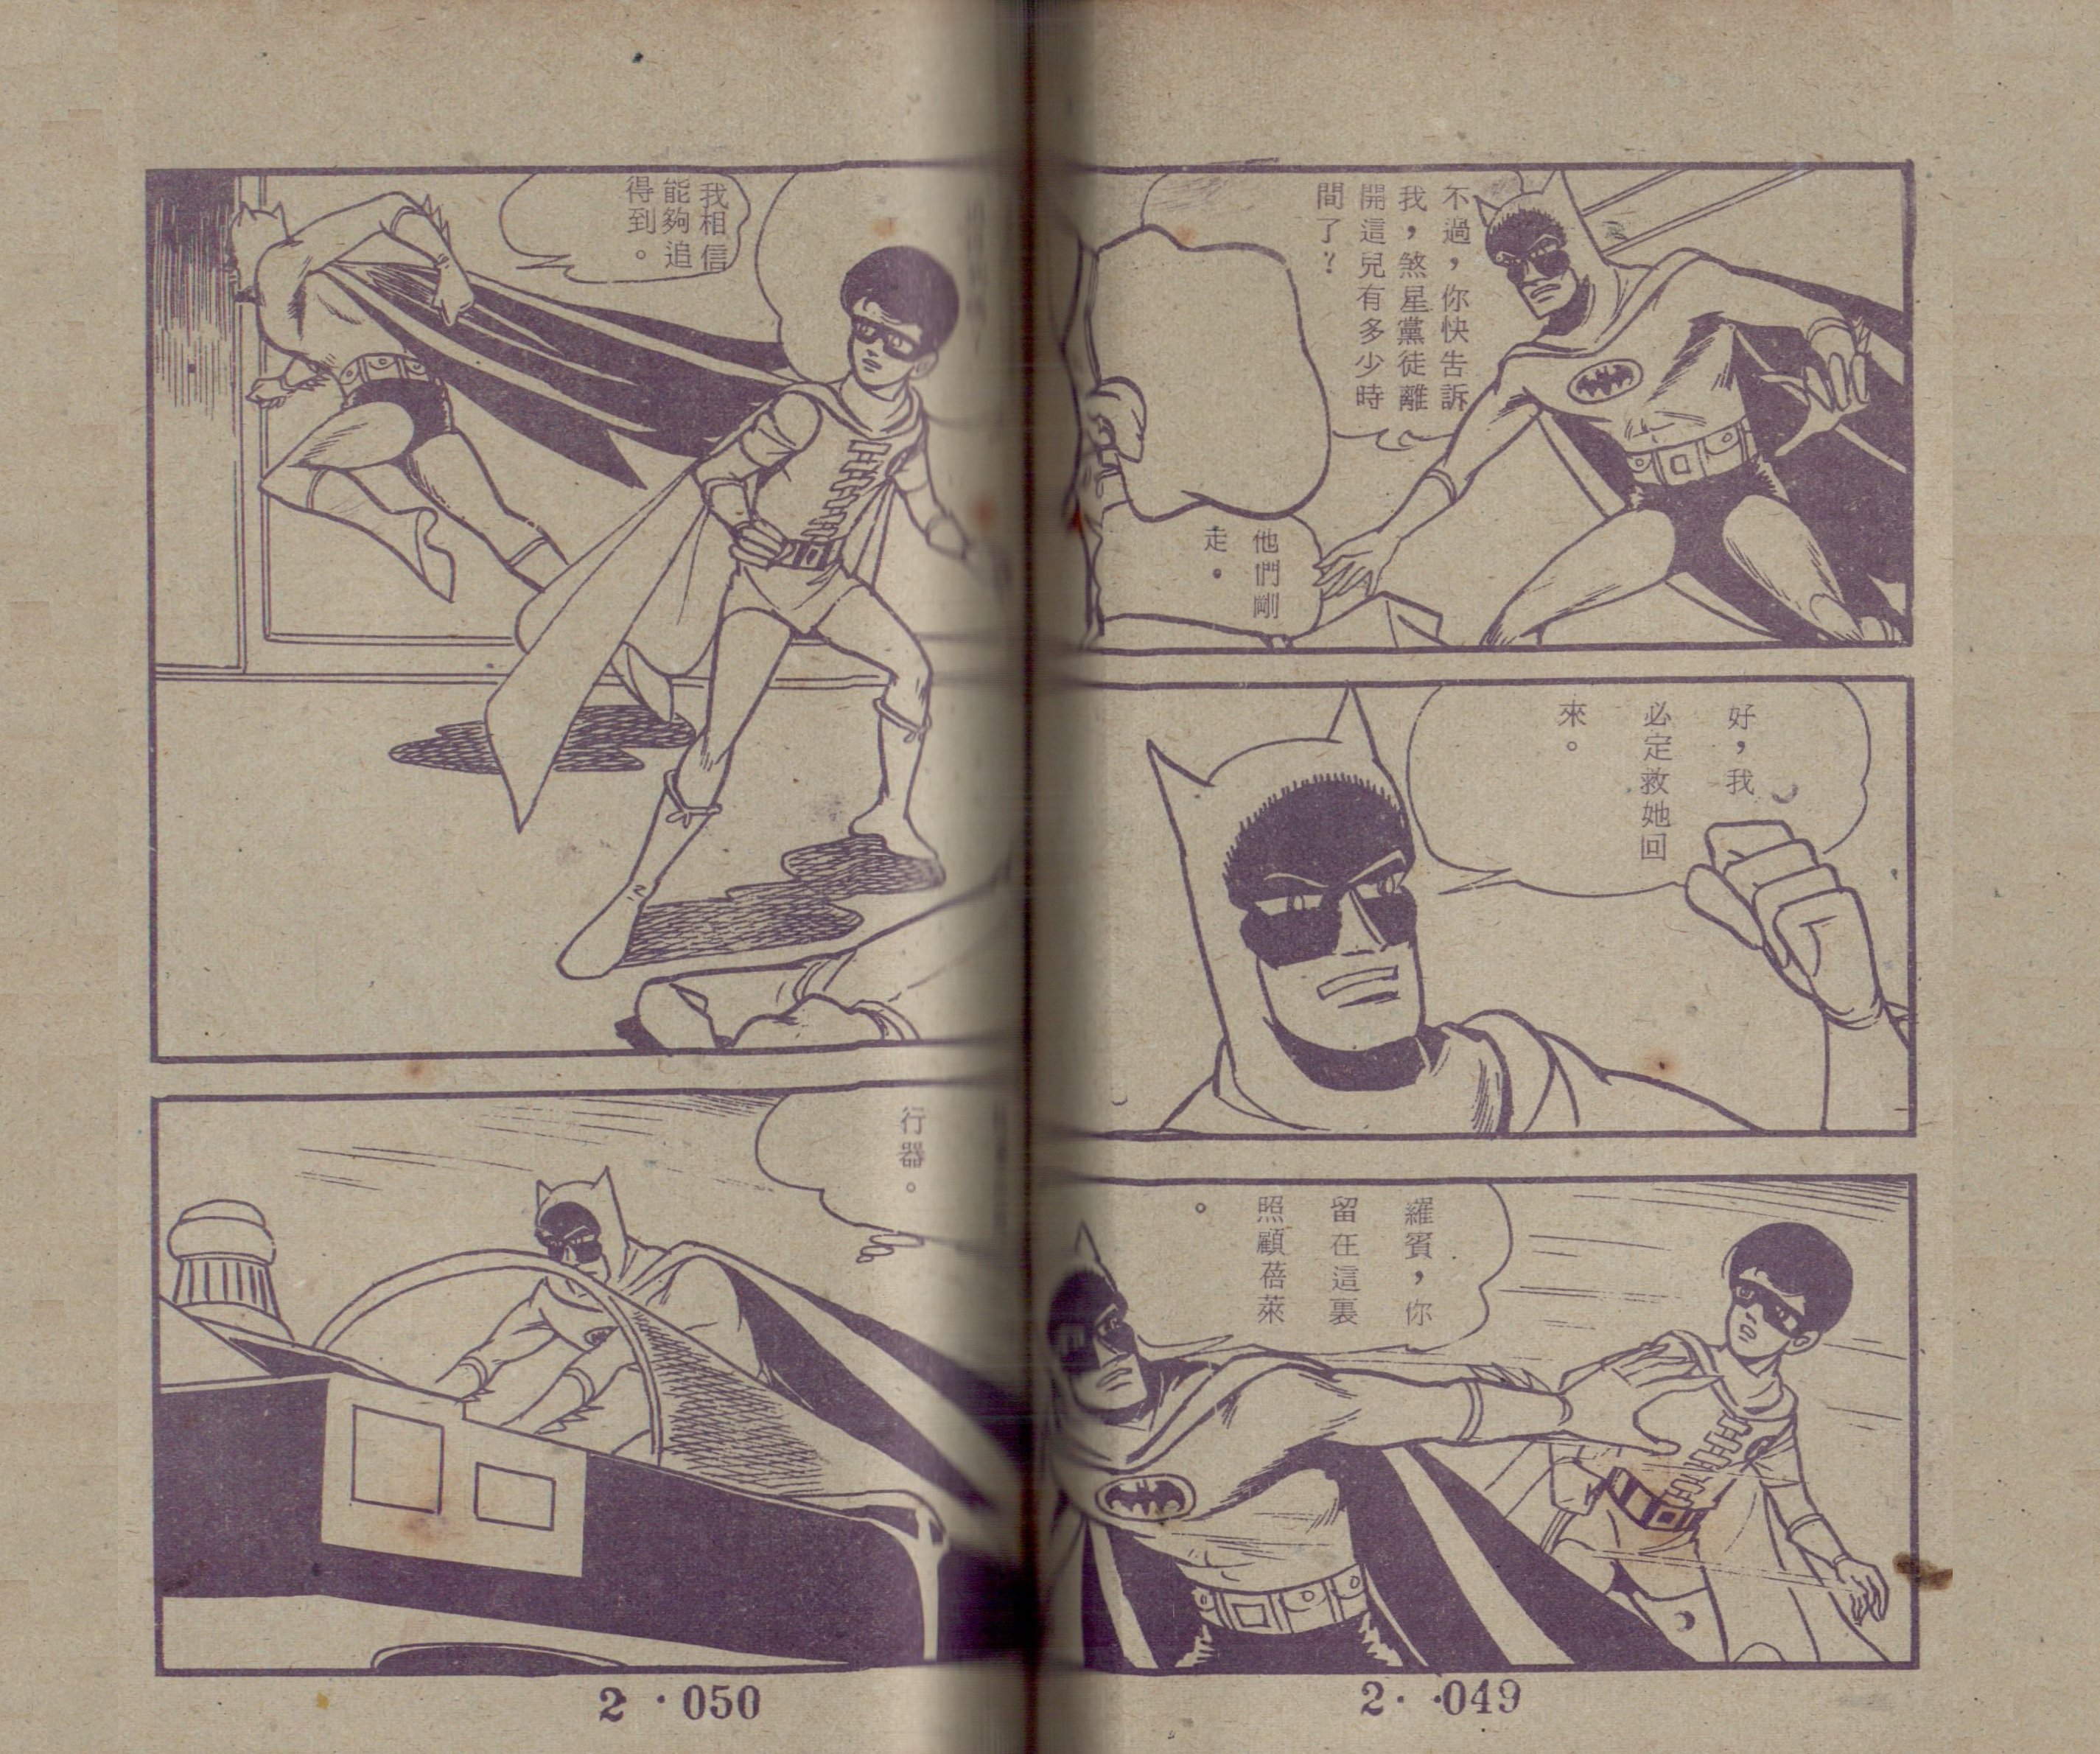 不過，你快告訴
我，煞星黨徒離
開這兒有多少時
間了？
他們剛
走．
好，我
必定救她回
來。
羅賓，你
留在這裏
照顧蓓萊
。
2．049
我相信
能夠追
得到。
行器。
2．050